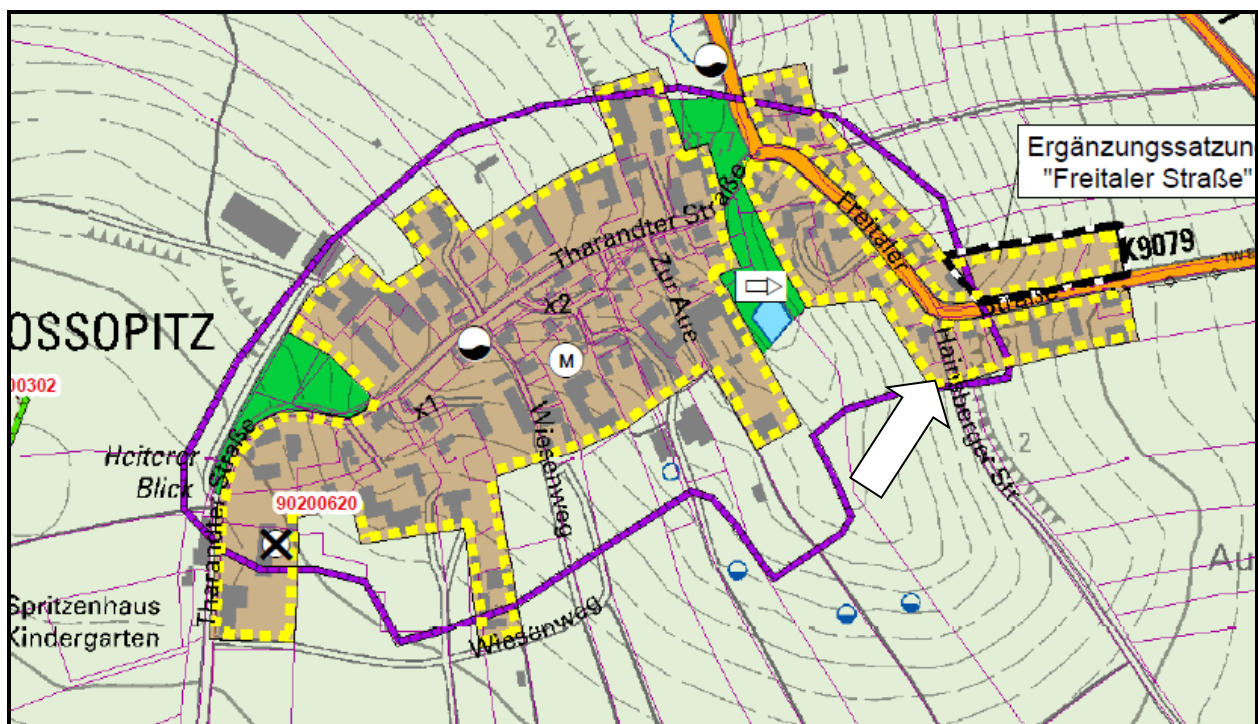 Ergänzungssatzun
"Freitaler Straße"
K9079
TWL
Freitaler
Straße
Tharandter Straße
Zur Aue
x2
M
x1
OSSOPITZ
00302
Heiterer
Blick
90200620
Tharandter Straße
Wiesenweg
Hainsberger Str.
2
2
Au
Spritzenhaus
Kindergarten
Wiesenweg